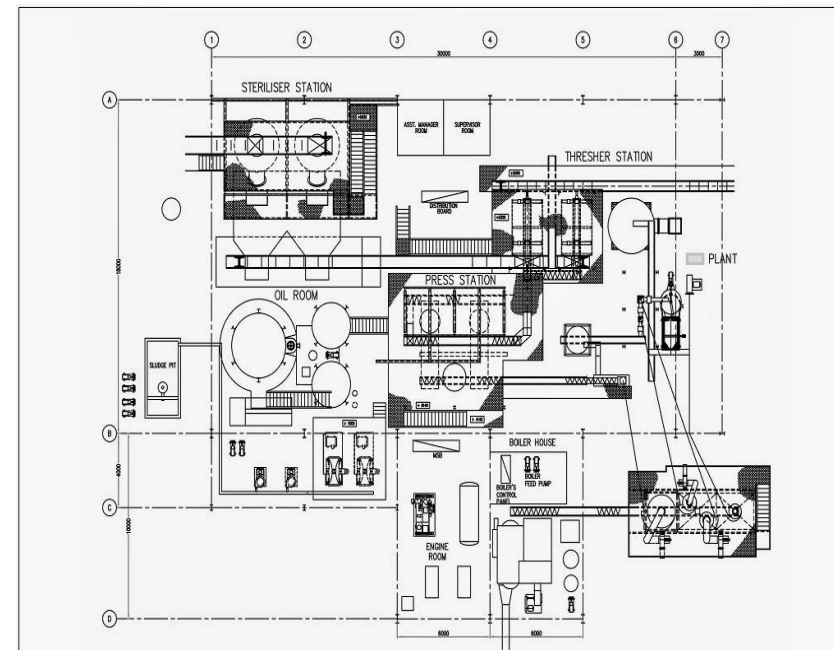 1
2
3
4
5
6
7
30000
3000
STERILISER STATION
A
ASST. MANAGER
ROOM
SUPERVISOR
ROOM
THRESHER STATION
DISTRIBUTION
BOARD
18000
PLANT
PRESS STATION
OIL ROOM
SLUDGE PIT
B
MSB
BOILER HOUSE
BOILER'S
CONTROL
PANEL
BOILER
FEED PUMP
C
10000
ENGINE
ROOM
D
6000
6000